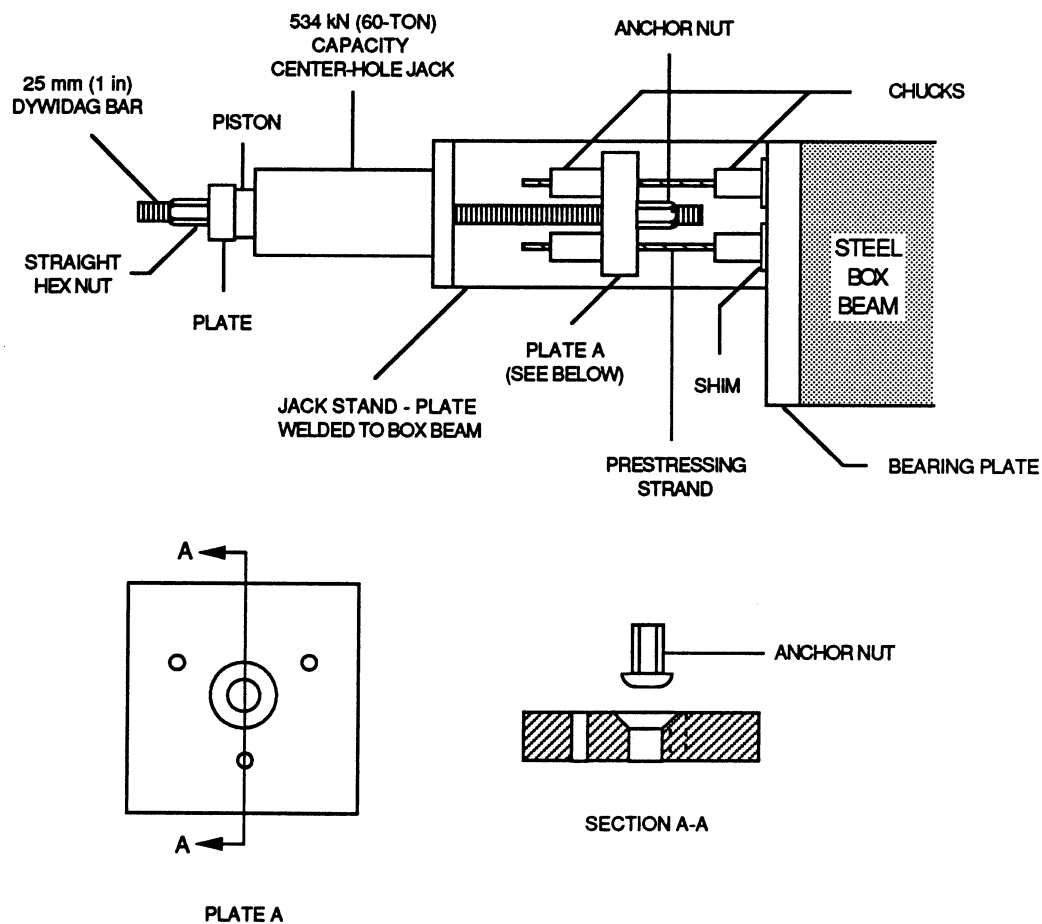 534 kN (60-TON)
CAPACITY
CENTER-HOLE JACK
ANCHOR NUT
25 mm (1 in)
DYWIDAG BAR
PISTON
CHUCKS
STRAIGHT
HEX NUT
PLATE
STEEL
BOX
BEAM
PLATE A
(SEE BELOW)
SHIM
JACK STAND - PLATE
WELDED TO BOX BEAM
PRESTRESSING
STRAND
BEARING PLATE
A
A
ANCHOR NUT
SECTION A-A
PLATE A